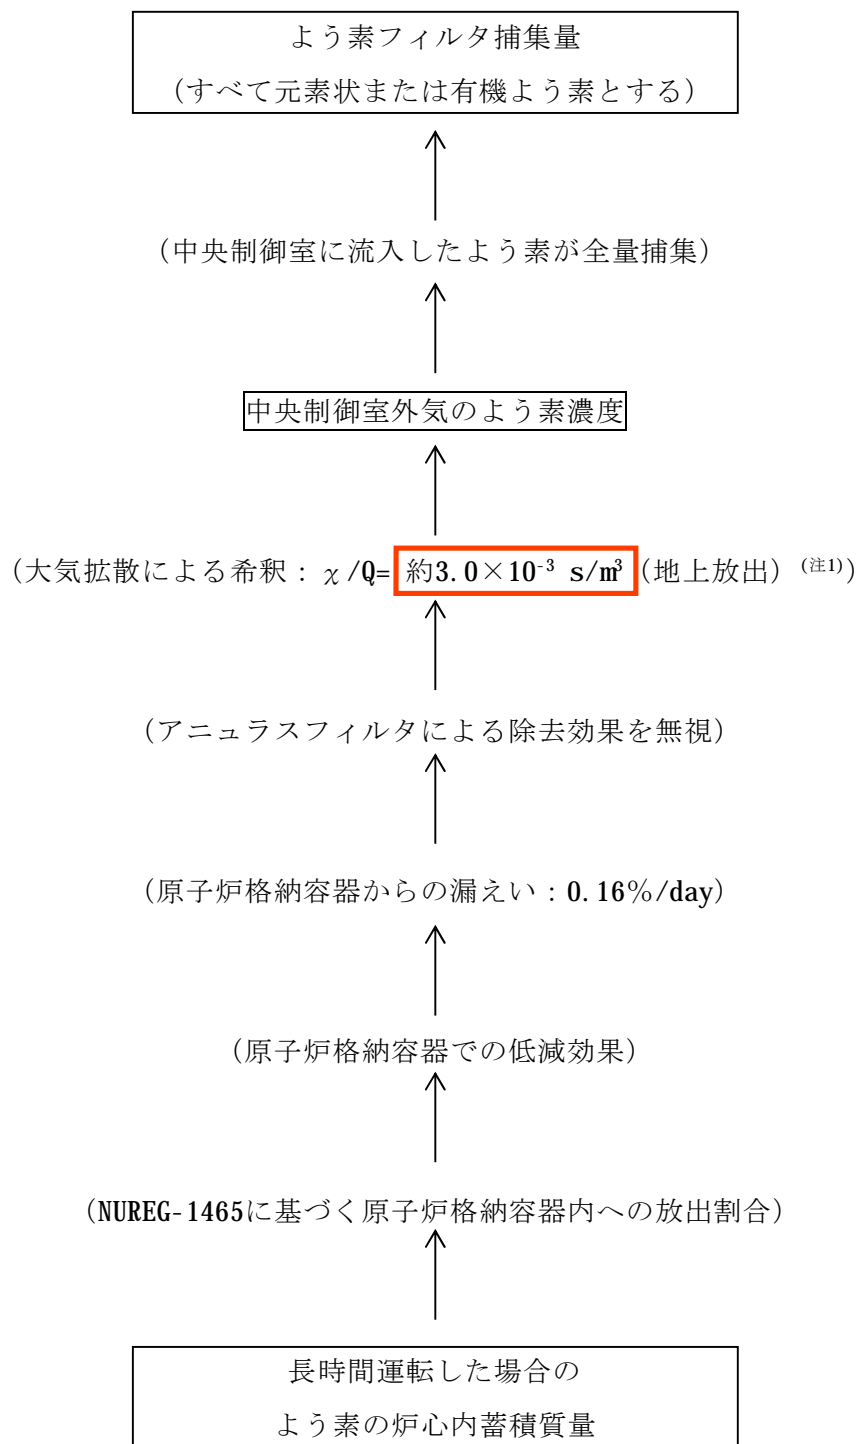 よう素フィルタ捕集量
(すべて元素状または有機よう素とする)
(中央制御室に流入したよう素が全量捕集)
中央制御室外気のよう素濃度
(大気拡散による希釈：χ/Q=約3.0×10⁻³ s/m³(地上放出)⁽注1⁾)
(アニュラスフィルタによる除去効果を無視)
(原子炉格納容器からの漏えい：0.16%/day)
(原子炉格納容器での低減効果)
(NUREG-1465に基づく原子炉格納容器内への放出割合)
長時間運転した場合の
よう素の炉心内蓄積質量